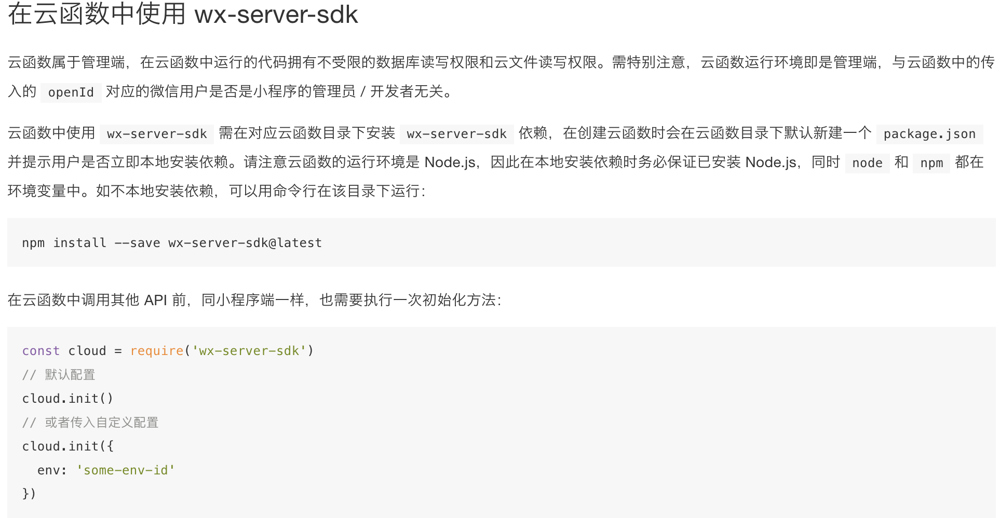 在云函数中使用 wx-server-sdk
云函数属于管理端，在云函数中运行的代码拥有不受限的数据库读写权限和云文件读写权限。需特别注意，云函数运行环境即是管理端，与云函数中的传
入的 openId 对应的微信用户是否是小程序的管理员 / 开发者无关。
云函数中使用 wx-server-sdk 需在对应云函数目录下安装 wx-server-sdk 依赖，在创建云函数时会在云函数目录下默认新建一个 package.json
并提示用户是否立即本地安装依赖。请注意云函数的运行环境是 Node.js，因此在本地安装依赖时务必保证已安装 Node.js，同时 node 和 npm 都在
环境变量中。如不本地安装依赖，可以用命令行在该目录下运行：
npm install --save wx-server-sdk@latest
在云函数中调用其他 API 前，同小程序端一样，也需要执行一次初始化方法：
const cloud = require('wx-server-sdk')
// 默认配置
cloud.init()
// 或者传入自定义配置
cloud.init({
  env: 'some-env-id'
})